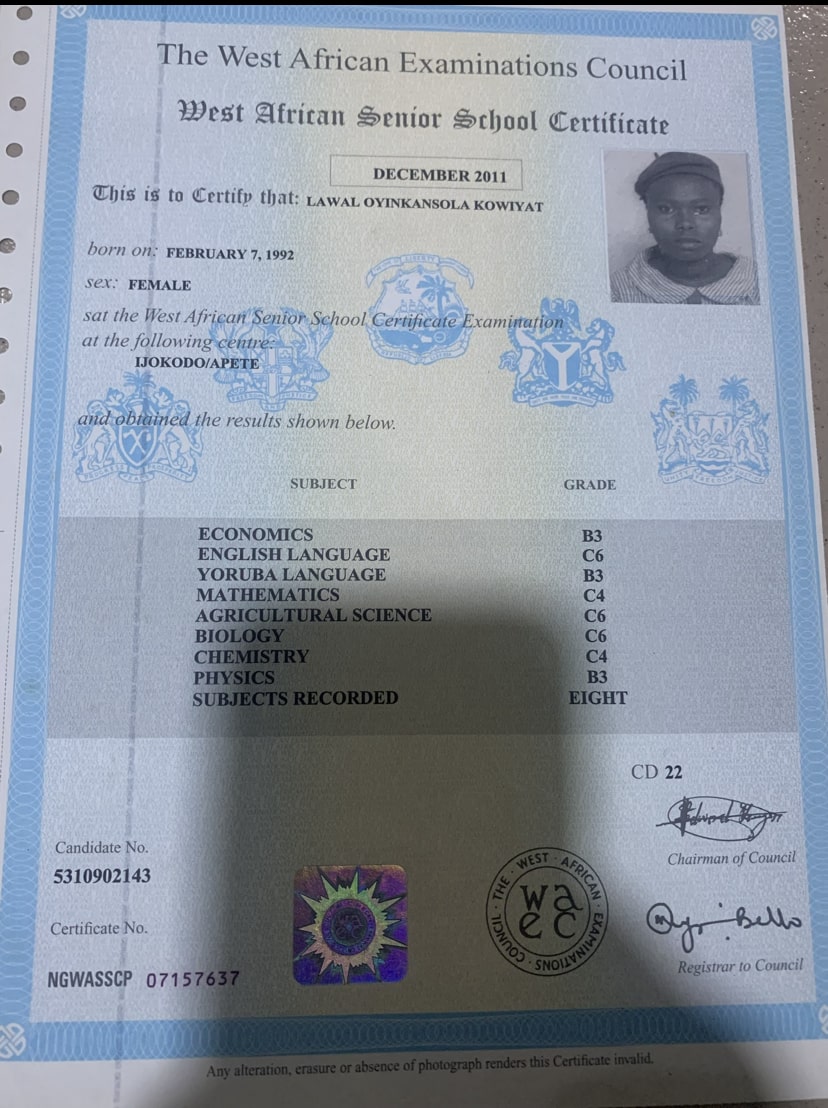 The West African Examinations Council
West African Senior School Certificate
DECEMBER 2011
This is to Certify that: LAWAL OYINKANSOLA KOWIYAT
born on: FEBRUARY 7, 1992
sex: FEMALE
sat the West African Senior School Certificate Examination
at the following centre:
IJOKODO/APETE
and obtained the results shown below.
SUBJECT GRADE
ECONOMICS B3
ENGLISH LANGUAGE C6
YORUBA LANGUAGE B3
MATHEMATICS C4
AGRICULTURAL SCIENCE C6
BIOLOGY C6
CHEMISTRY C4
PHYSICS B3
SUBJECTS RECORDED EIGHT
CD 22
Chairman of Council
Candidate No.
5310902143
Certificate No.
NGWASSCP 07157637
THE WEST AFRICAN EXAMINATIONS COUNCIL
wa
ec
Bello
Registrar to Council
Any alteration, erasure or absence of photograph renders this Certificate invalid.